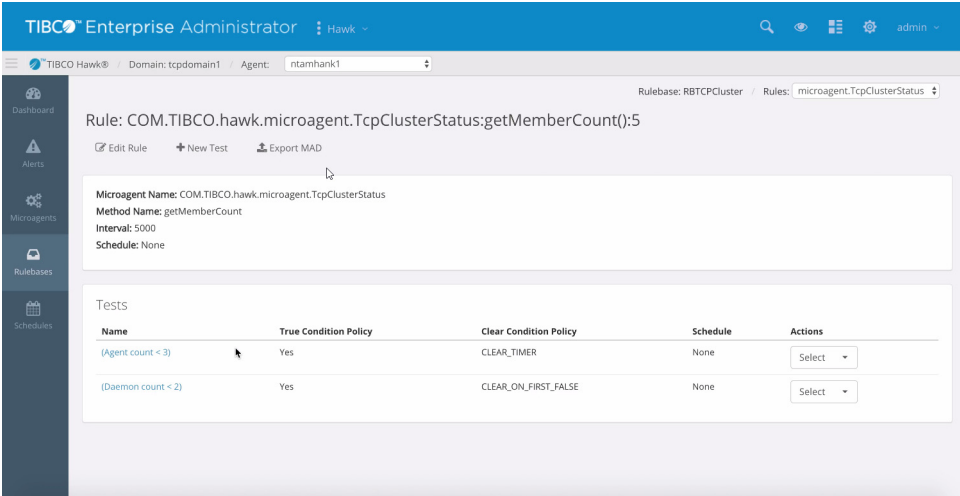 TIBCO™ Enterprise Administrator Hawk admin
TIBCO Hawk® / Domain: tcpdomain1 / Agent: ntamhank1
Dashboard
Alerts
Microagents
Rulebases
Schedules
Rulebase: RBTCPCluster / Rules: microagent.TcpClusterStatus
Rule: COM.TIBCO.hawk.microagent.TcpClusterStatus:getMemberCount():5
Edit Rule New Test Export MAD
Microagent Name: COM.TIBCO.hawk.microagent.TcpClusterStatus
Method Name: getMemberCount
Interval: 5000
Schedule: None
Tests
Name True Condition Policy Clear Condition Policy Schedule Actions
(Agent count < 3) Yes CLEAR_TIMER None Select
(Daemon count < 2) Yes CLEAR_ON_FIRST_FALSE None Select